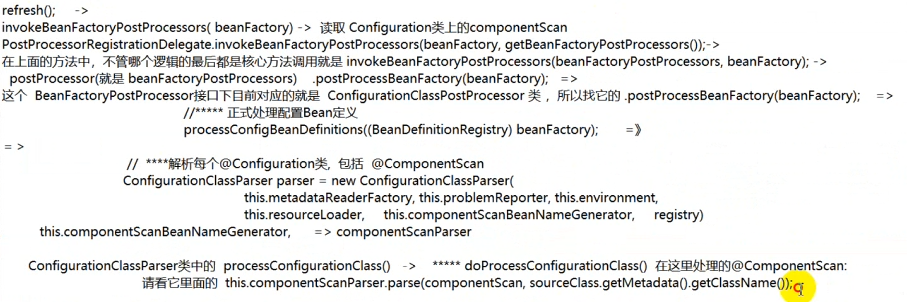 refresh();    ->
invokeBeanFactoryPostProcessors( beanFactory) ->  读取 Configuration类上的componentScan
PostProcessorRegistrationDelegate.invokeBeanFactoryPostProcessors(beanFactory, getBeanFactoryPostProcessors());->
在上面的方法中，不管哪个逻辑的最后都是核心方法调用就是 invokeBeanFactoryPostProcessors(beanFactoryPostProcessors, beanFactory); ->
postProcessor(就是 beanFactoryPostProcessors)    .postProcessBeanFactory(beanFactory);   =>
这个  BeanFactoryPostProcessor接口下目前对应的就是  ConfigurationClassPostProcessor 类 ，所以找它的 .postProcessBeanFactory(beanFactory);    =>
//***** 正式处理配置Bean定义
processConfigBeanDefinitions((BeanDefinitionRegistry) beanFactory);      =》
= >
//  ****解析每个@Configuration类，包括  @ComponentScan
ConfigurationClassParser parser = new ConfigurationClassParser(
this.metadataReaderFactory, this.problemReporter, this.environment,
this.resourceLoader,    this.componentScanBeanNameGenerator,    registry)
this.componentScanBeanNameGenerator,     => componentScanParser
ConfigurationClassParser类中的  processConfigurationClass()   ->   ***** doProcessConfigurationClass()  在这里处理的@ComponentScan:
请看它里面的  this.componentScanParser.parse(componentScan, sourceClass.getMetadata().getClassName());